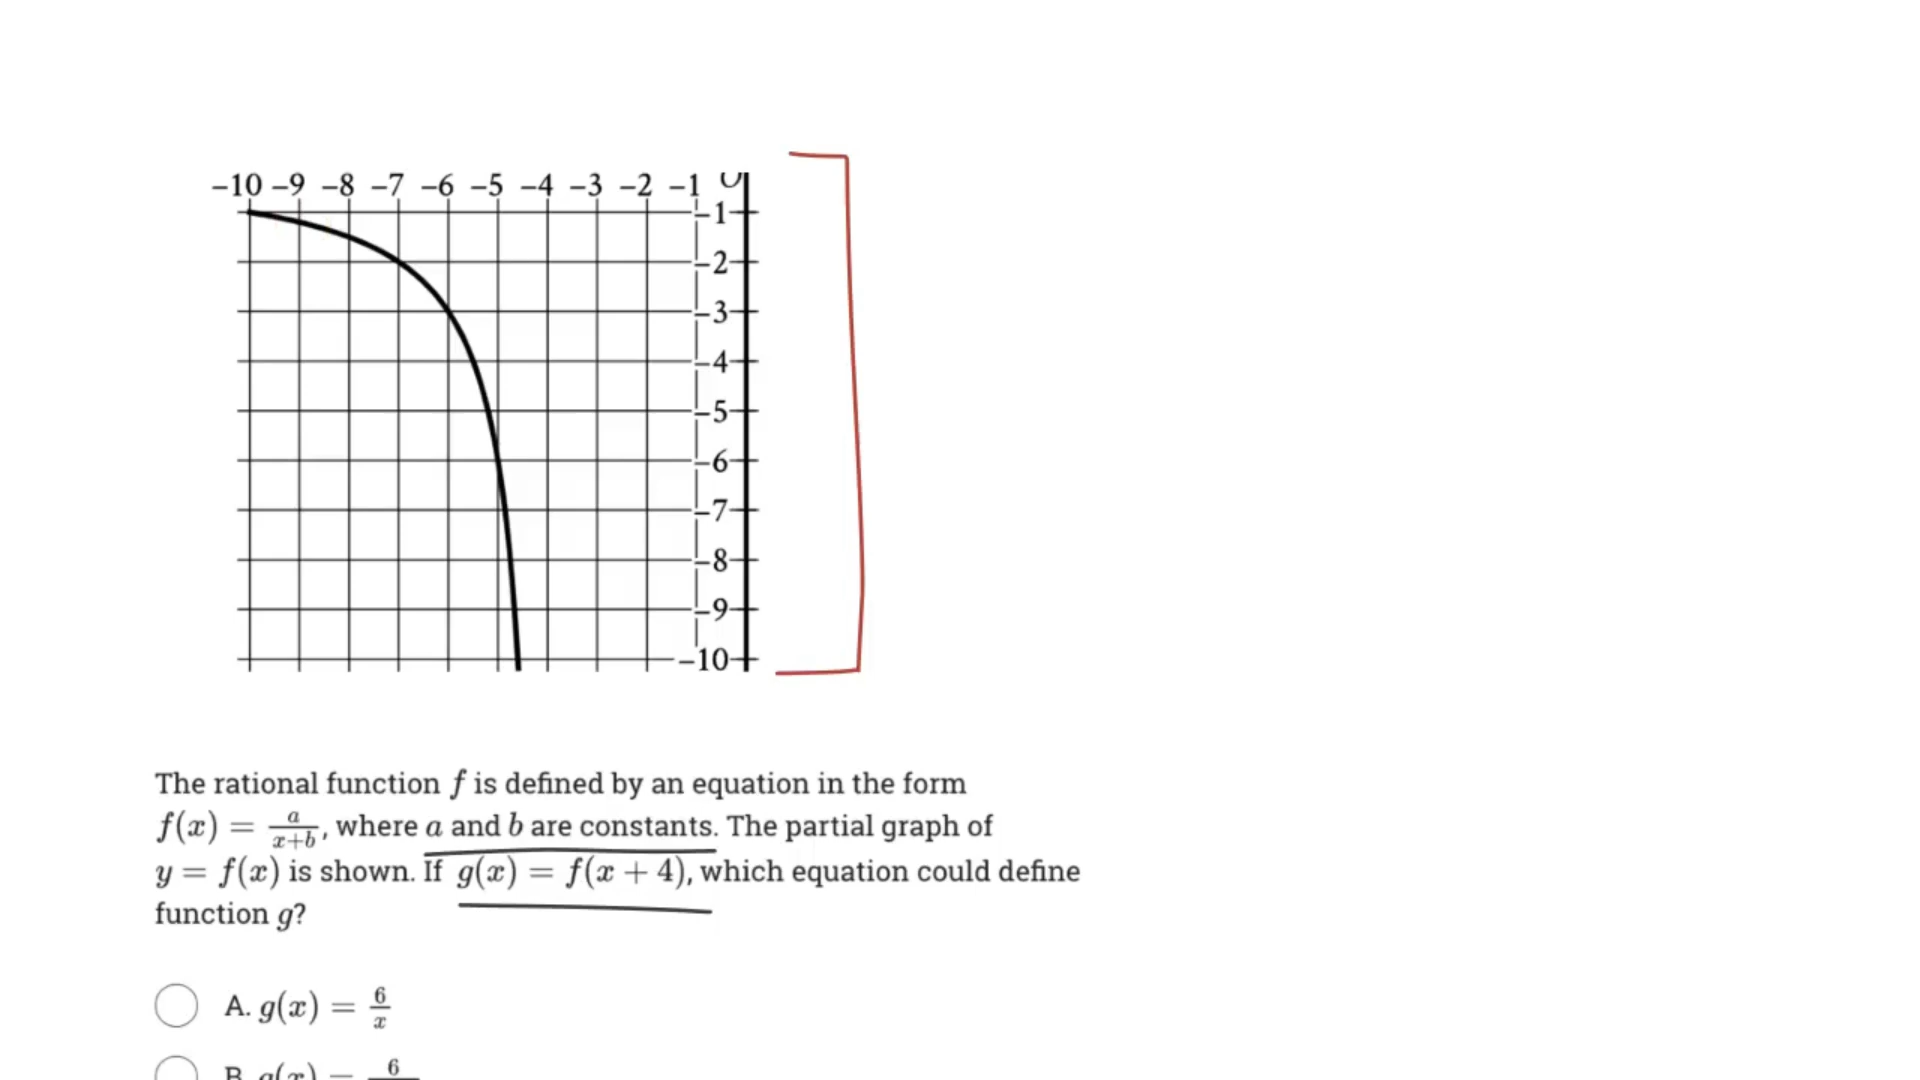 −10 −9 −8 −7 −6 −5 −4 −3 −2 −1
−1
−2
−3
−4
−5
−6
−7
−8
−9
−10
The rational function f is defined by an equation in the form
f(x) = a/(x+b), where a and b are constants. The partial graph of
y = f(x) is shown. If g(x) = f(x + 4), which equation could define
function g?
A. g(x) = 6/x
B. g(x) = 6